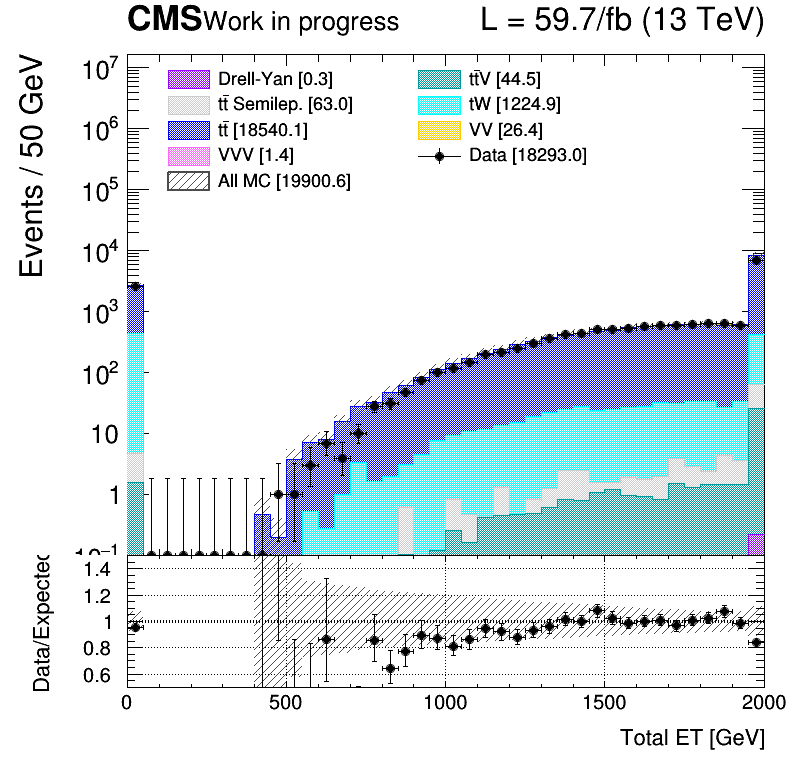 CMS Work in progress L = 59.7/fb (13 TeV)
Events / 50 GeV
10⁷
10⁶
10⁵
10⁴
10³
10²
10
1
10⁻¹
Drell-Yan [0.3]
tt̄ Semilep. [63.0]
tt̄ [18540.1]
VVV [1.4]
All MC [19900.6]
tt̄V [44.5]
tW [1224.9]
VV [26.4]
Data [18293.0]
Data/Expected
1.4
1.2
1
0.8
0.6
0 500 1000 1500 2000
Total ET [GeV]